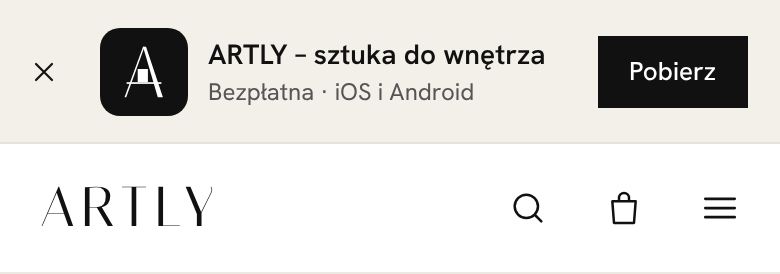 ARTLY – sztuka do wnętrza
Bezpłatna · iOS i Android
Pobierz
ARTLY